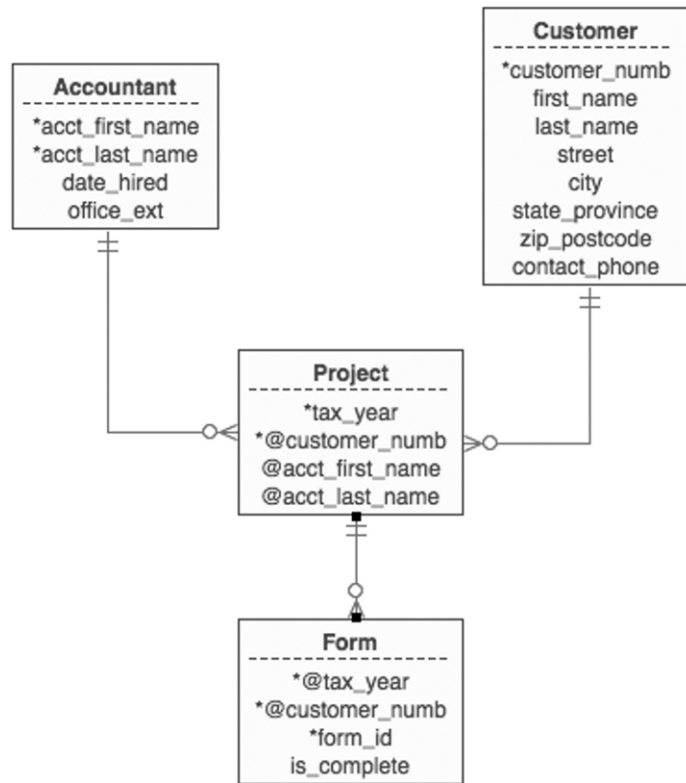 Customer
*customer_numb
first_name
last_name
street
city
state_province
zip_postcode
contact_phone
Accountant
*acct_first_name
*acct_last_name
date_hired
office_ext
Project
*tax_year
*@customer_numb
@acct_first_name
@acct_last_name
Form
*@tax_year
*@customer_numb
*form_id
is_complete